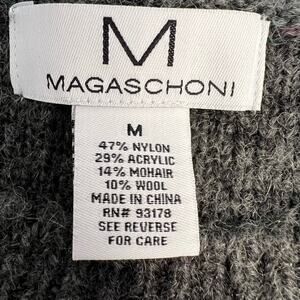 M
MAGASCHONI
M
47% NYLON
29% ACRYLIC
14% MOHAIR
10% WOOL
MADE IN CHINA
RN# 93178
SEE REVERSE
FOR CARE